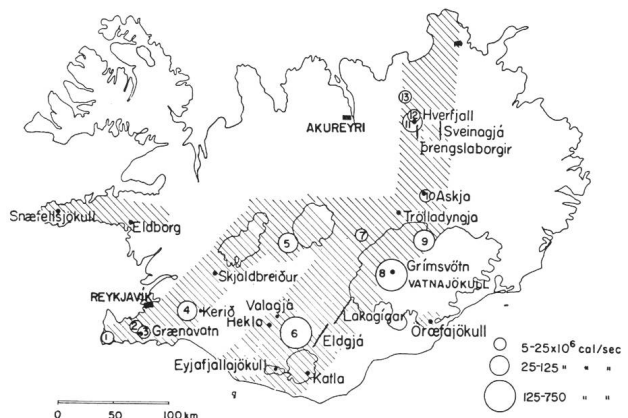 13
12 Hverfjall
11
AKUREYRI
Sveinagjá
Þrengslaborgir
10 Askja
Snæfellsjökull
Eldborg
Trölladyngja
7
5
9
Skjaldbreiður
8 Grímsvötn
VATNAJÖKULL
REYKJAVIK
4 Kerið
Valagjá
Lakagígar
2
3 Grænavatn
Hekla
6
Öræfajökull
1
Eldgjá
5-25x10⁶ cal/sec
Eyjafjallajökull
Katla
25-125 " " "
125-750 " "
0 50 100 km